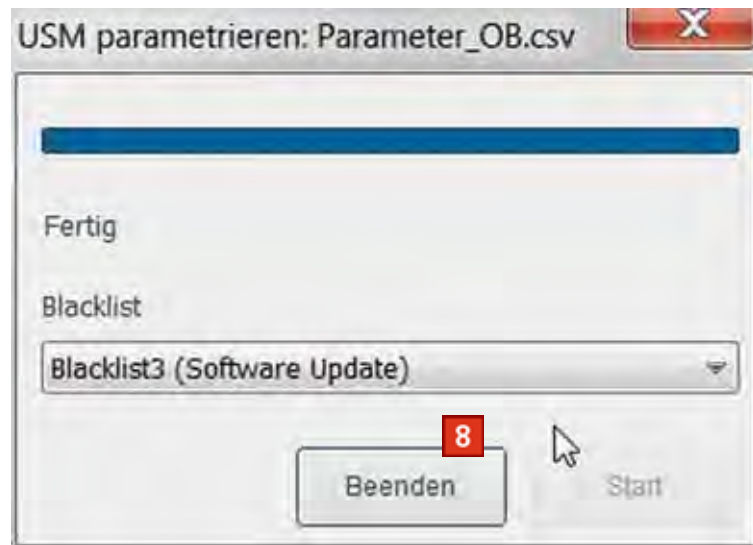 USM parametrieren: Parameter_OB.csv X
Fertig
Blacklist
Blacklist3 (Software Update)
8
Beenden Start